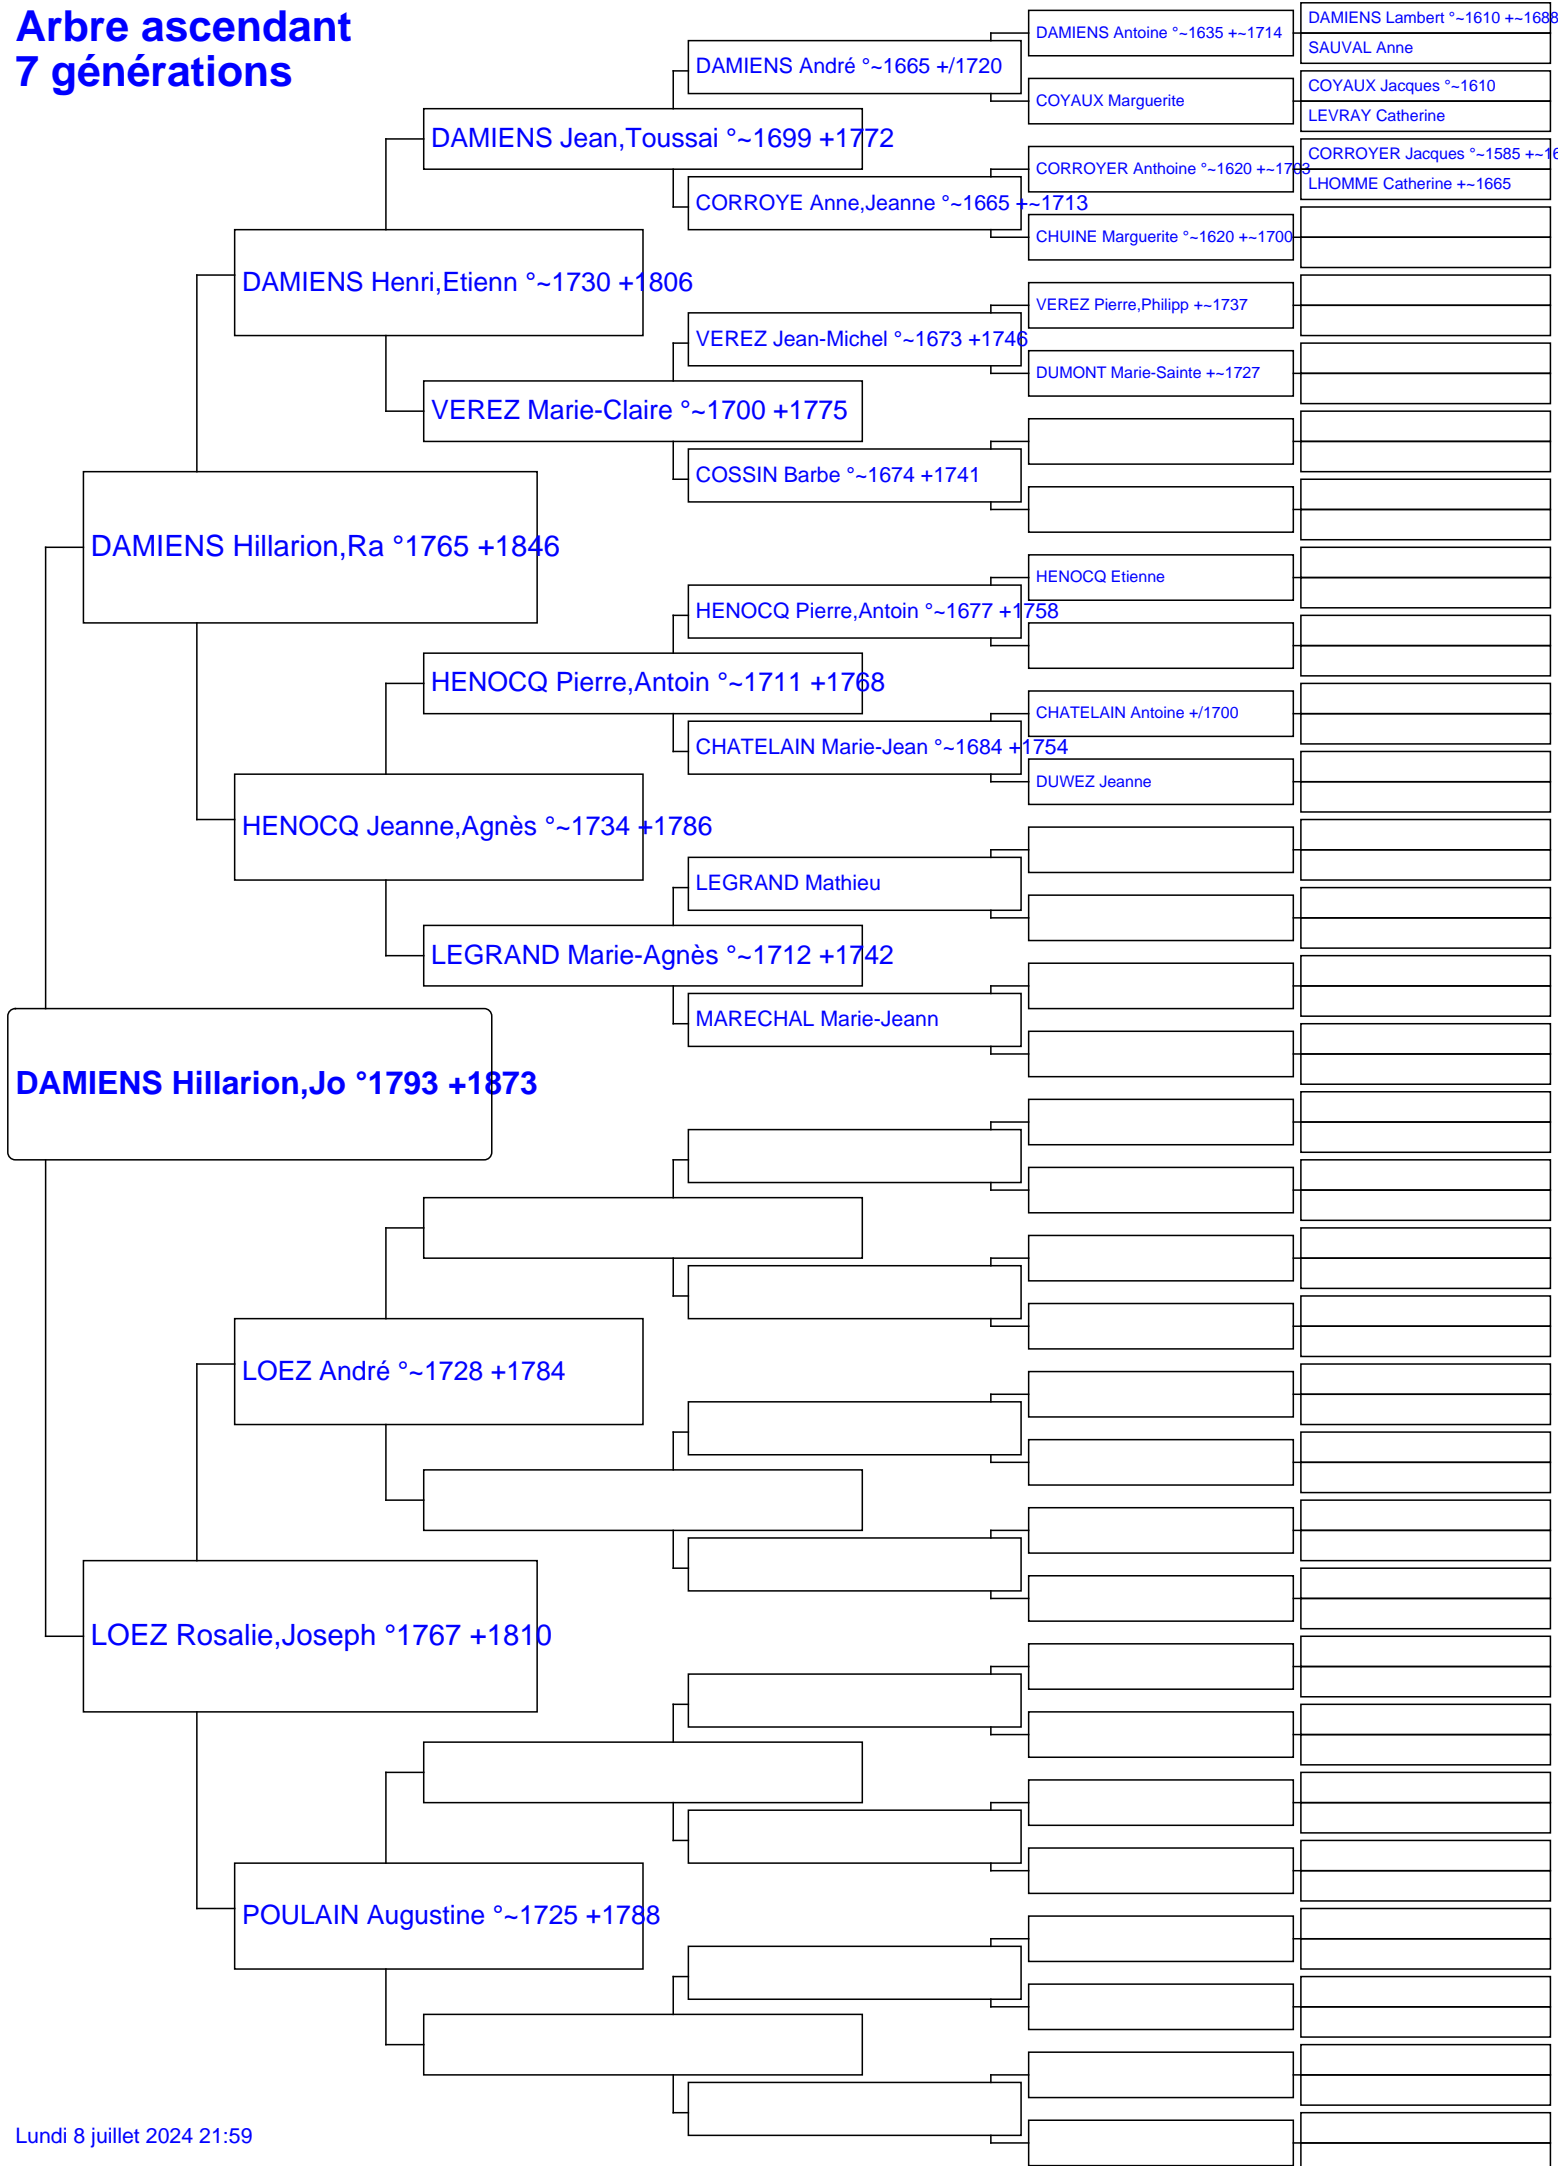 Arbre ascendant
7 générations
DAMIENS Lambert °~1610 +~1688
DAMIENS Antoine °~1635 +~1714
SAUVAL Anne
DAMIENS André °~1665 +/1720
COYAUX Jacques °~1610
COYAUX Marguerite
LEVRAY Catherine
DAMIENS Jean,Toussai °~1699 +1772
CORROYER Jacques °~1585 +~16
CORROYER Anthoine °~1620 +~1703
LHOMME Catherine +~1665
CORROYE Anne,Jeanne °~1665 +~1713
CHUINE Marguerite °~1620 +~1700
DAMIENS Henri,Etienn °~1730 +1806
VEREZ Pierre,Philipp +~1737
VEREZ Jean-Michel °~1673 +1746
DUMONT Marie-Sainte +~1727
VEREZ Marie-Claire °~1700 +1775
COSSIN Barbe °~1674 +1741
DAMIENS Hillarion,Ra °1765 +1846
HENOCQ Etienne
HENOCQ Pierre,Antoin °~1677 +1758
HENOCQ Pierre,Antoin °~1711 +1768
CHATELAIN Antoine +/1700
CHATELAIN Marie-Jean °~1684 +1754
DUWEZ Jeanne
HENOCQ Jeanne,Agnès °~1734 +1786
LEGRAND Mathieu
LEGRAND Marie-Agnès °~1712 +1742
MARECHAL Marie-Jeann
DAMIENS Hillarion,Jo °1793 +1873
LOEZ André °~1728 +1784
LOEZ Rosalie,Joseph °1767 +1810
POULAIN Augustine °~1725 +1788
Lundi 8 juillet 2024 21:59